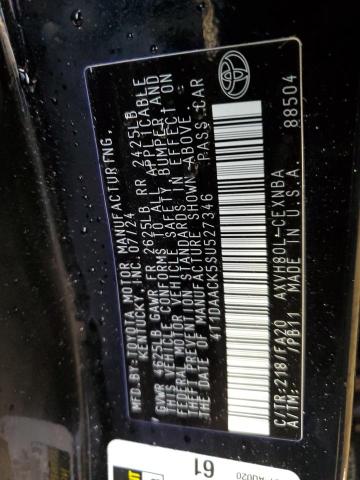 MFD.BY:TOYOTA MOTOR MANUFACTURING,
KENTUCKY, INC. 07/24
GVWR 4625LB GAWR FR 2625LB RR 2425LB
THIS VEHICLE CONFORMS TO ALL APPLICABLE
FEDERAL MOTOR VEHICLE SAFETY BUMPER AND
THEFT PREVENTION STANDARDS IN EFFECT ON
THE DATE OF MANUFACTURE SHOWN ABOVE.
4T1DAACK5SU527346 PASS CAR
C/TR:218/FA20 AXVH80L-CEXNBA
A/TM: /PB11 MADE IN U.S.A. 88504
61